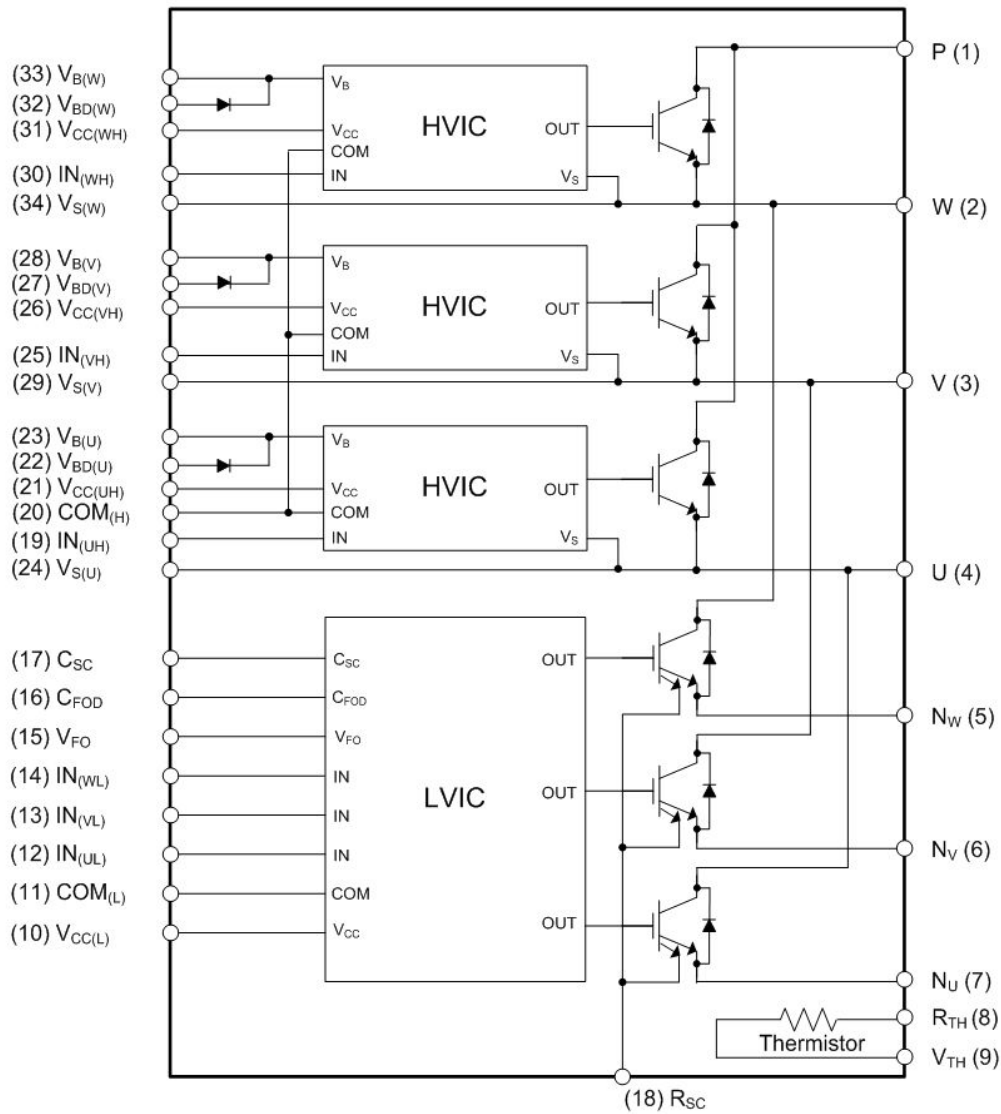 (33) VB(W)
(32) VBD(W)
(31) VCC(WH)
(30) IN(WH)
(34) VS(W)
VB
VCC
COM
IN
HVIC
OUT
VS
P (1)
W (2)
(28) VB(V)
(27) VBD(V)
(26) VCC(VH)
(25) IN(VH)
(29) VS(V)
VB
VCC
COM
IN
HVIC
OUT
VS
V (3)
(23) VB(U)
(22) VBD(U)
(21) VCC(UH)
(20) COM(H)
(19) IN(UH)
(24) VS(U)
VB
VCC
COM
IN
HVIC
OUT
VS
U (4)
(17) CSC
(16) CFOD
(15) VFO
(14) IN(WL)
(13) IN(VL)
(12) IN(UL)
(11) COM(L)
(10) VCC(L)
CSC
CFOD
VFO
IN
IN
IN
COM
VCC
LVIC
OUT
OUT
OUT
NW (5)
NV (6)
NU (7)
RTH (8)
Thermistor
VTH (9)
(18) RSC